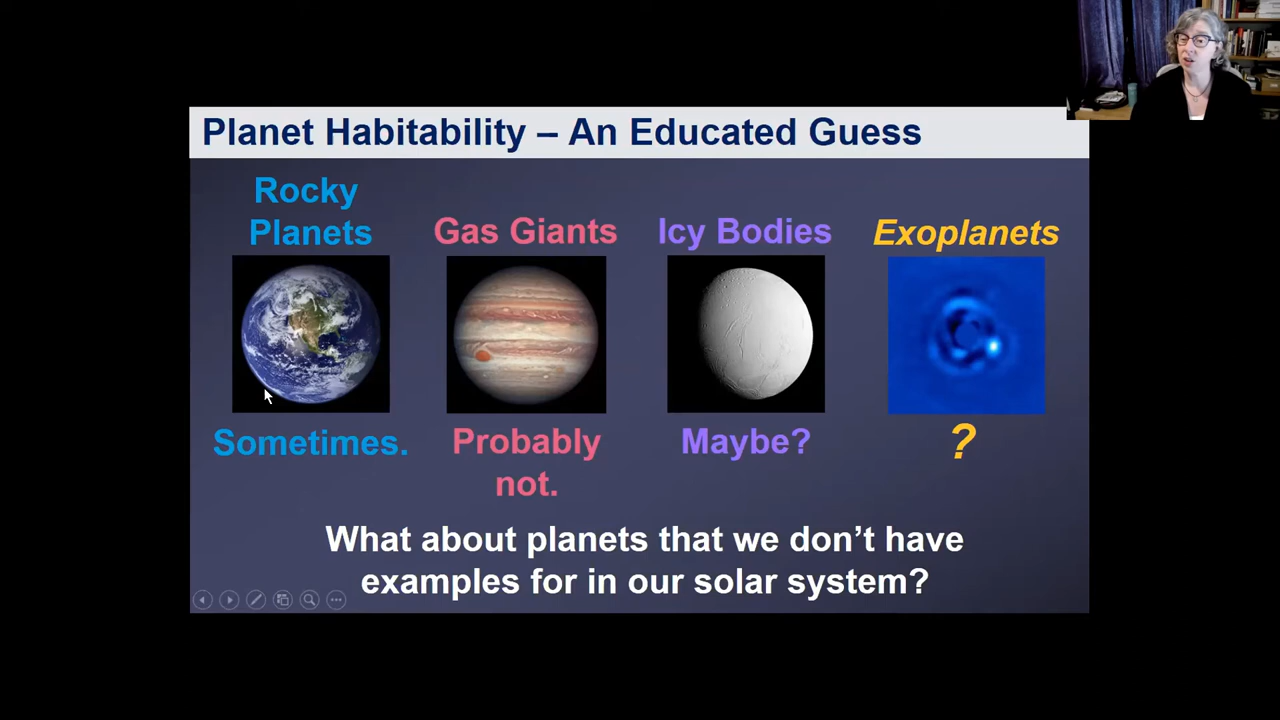 Planet Habitability – An Educated Guess
Rocky
Planets
Gas Giants
Icy Bodies
Exoplanets
Sometimes.
Probably
not.
Maybe?
?
What about planets that we don’t have
examples for in our solar system?